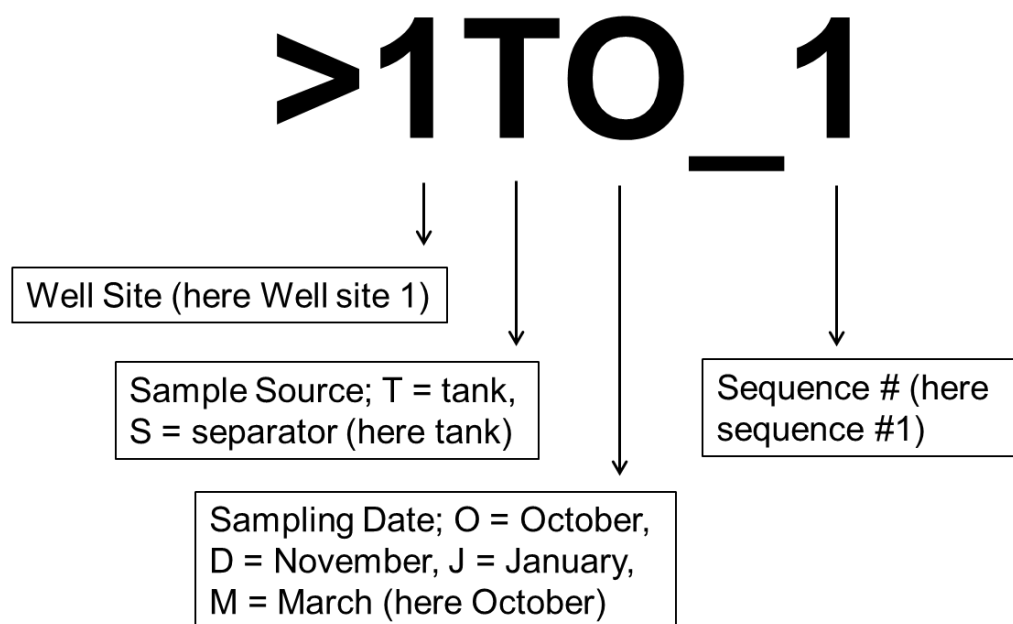 >1TO_1
Well Site (here Well site 1)
Sample Source; T = tank,
S = separator (here tank)
Sequence # (here
sequence #1)
Sampling Date; O = October,
D = November, J = January,
M = March (here October)